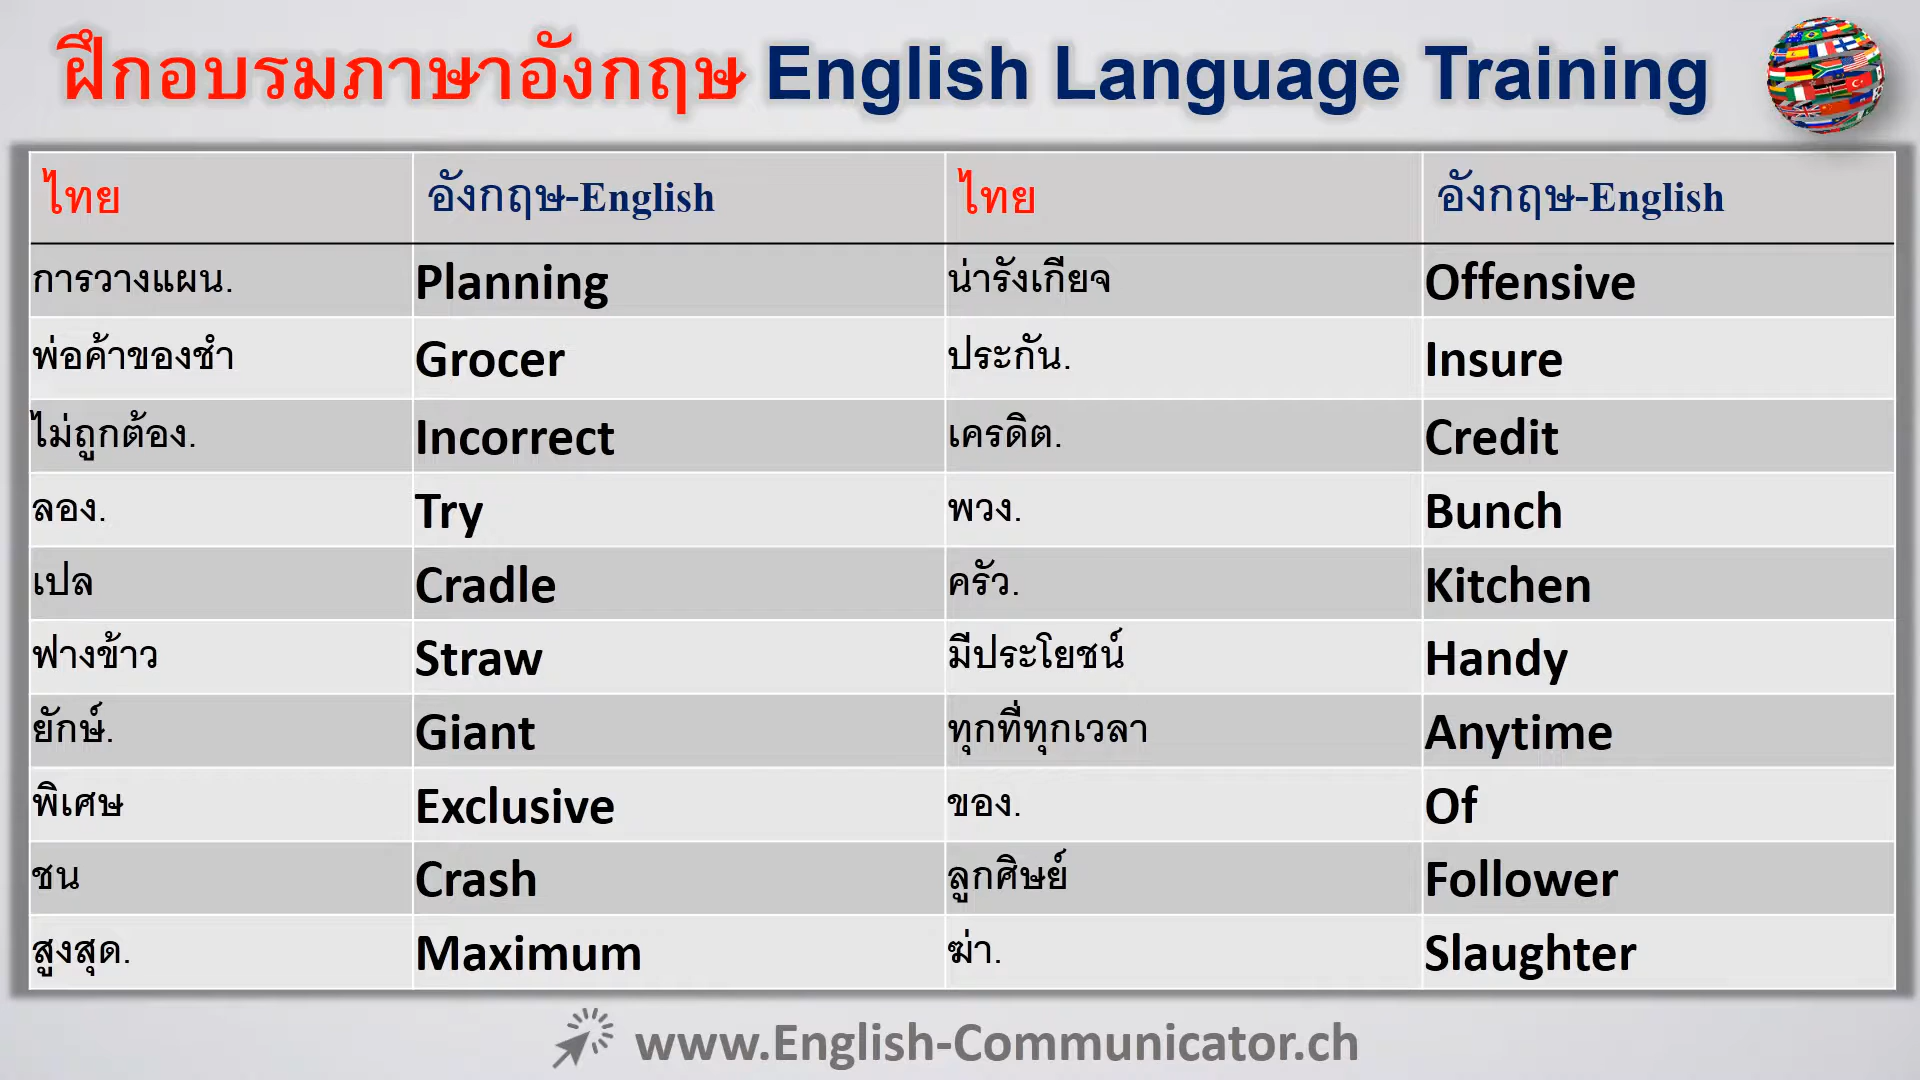 ฝึกอบรมภาษาอังกฤษ English Language Training
ไทย อังกฤษ-English ไทย อังกฤษ-English
การวางแผน. Planning น่ารังเกียจ Offensive
พ่อค้าของชำ Grocer ประกัน. Insure
ไม่ถูกต้อง. Incorrect เครดิต. Credit
ลอง. Try พวง. Bunch
เปล Cradle ครัว. Kitchen
ฟางข้าว Straw มีประโยชน์ Handy
ยักษ์. Giant ทุกที่ทุกเวลา Anytime
พิเศษ Exclusive ของ. Of
ชน Crash ลูกศิษย์ Follower
สูงสุด. Maximum ฆ่า. Slaughter
www.English-Communicator.ch